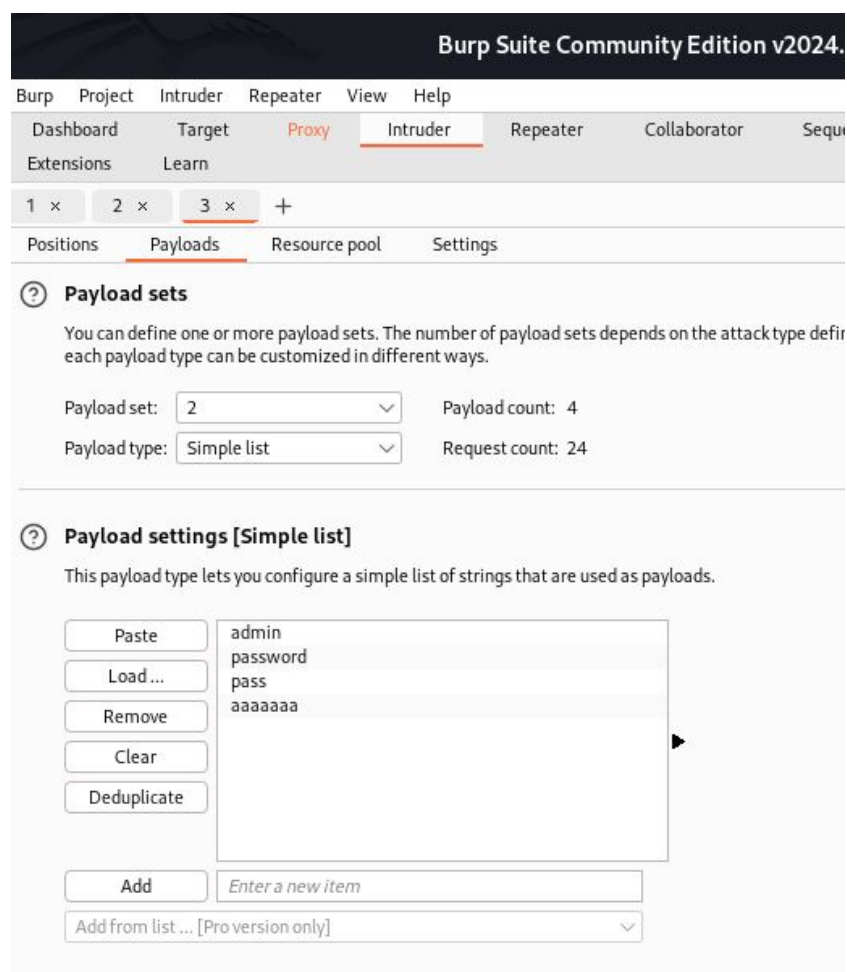 Burp Suite Community Edition v2024.
Burp Project Intruder Repeater View Help
Dashboard Target Proxy Intruder Repeater Collaborator
Extensions Learn
1 × 2 × 3 × +
Positions Payloads Resource pool Settings
? Payload sets
You can define one or more payload sets. The number of payload sets depends on the attack type
each payload type can be customized in different ways.
Payload set: 2 Payload count: 4
Payload type: Simple list Request count: 24
? Payload settings [Simple list]
This payload type lets you configure a simple list of strings that are used as payloads.
Paste admin
password
Load ... pass
aaaaaaa
Remove
Clear
Deduplicate
Add Enter a new item
Add from list ... [Pro version only]